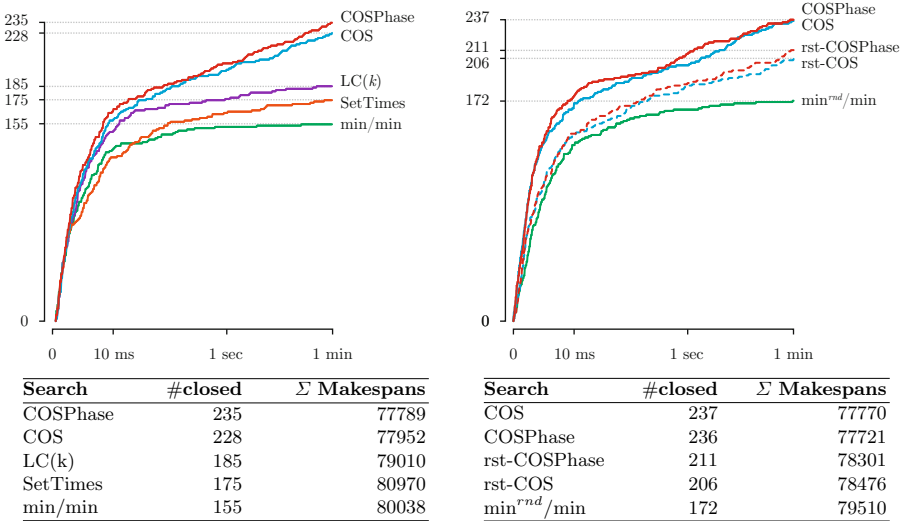 235
228
185
175
155
0
COSPhase
COS
LC(k)
SetTimes
min/min
0 10 ms 1 sec 1 min
Search #closed Σ Makespans
COSPhase 235 77789
COS 228 77952
LC(k) 185 79010
SetTimes 175 80970
min/min 155 80038
237
211
206
172
0
COSPhase
COS
rst-COSPhase
rst-COS
min^rnd/min
0 10 ms 1 sec 1 min
Search #closed Σ Makespans
COS 237 77770
COSPhase 236 77721
rst-COSPhase 211 78301
rst-COS 206 78476
min^rnd/min 172 79510